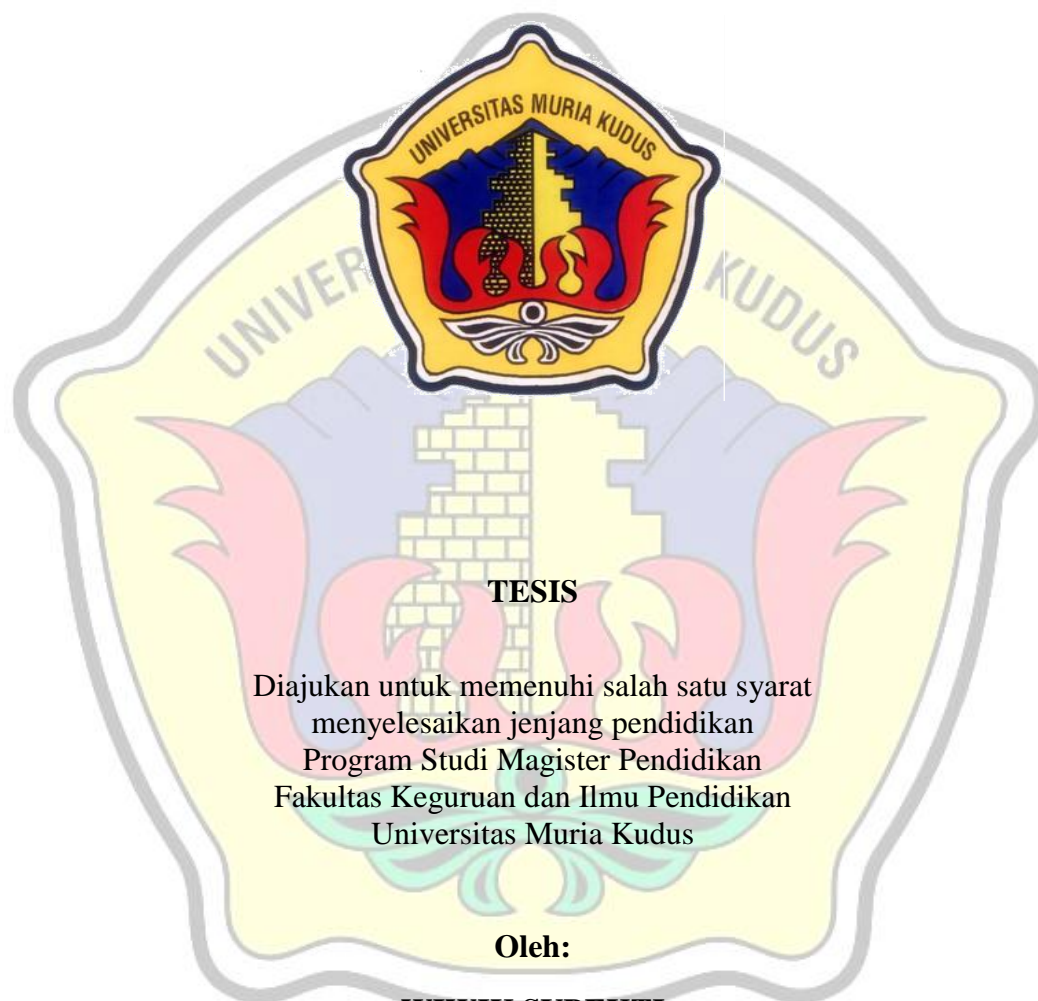 UNIVERSITAS MURIA KUDUS
TESIS
Diajukan untuk memenuhi salah satu syarat
menyelesaikan jenjang pendidikan
Program Studi Magister Pendidikan
Fakultas Keguruan dan Ilmu Pendidikan
Universitas Muria Kudus
Oleh: